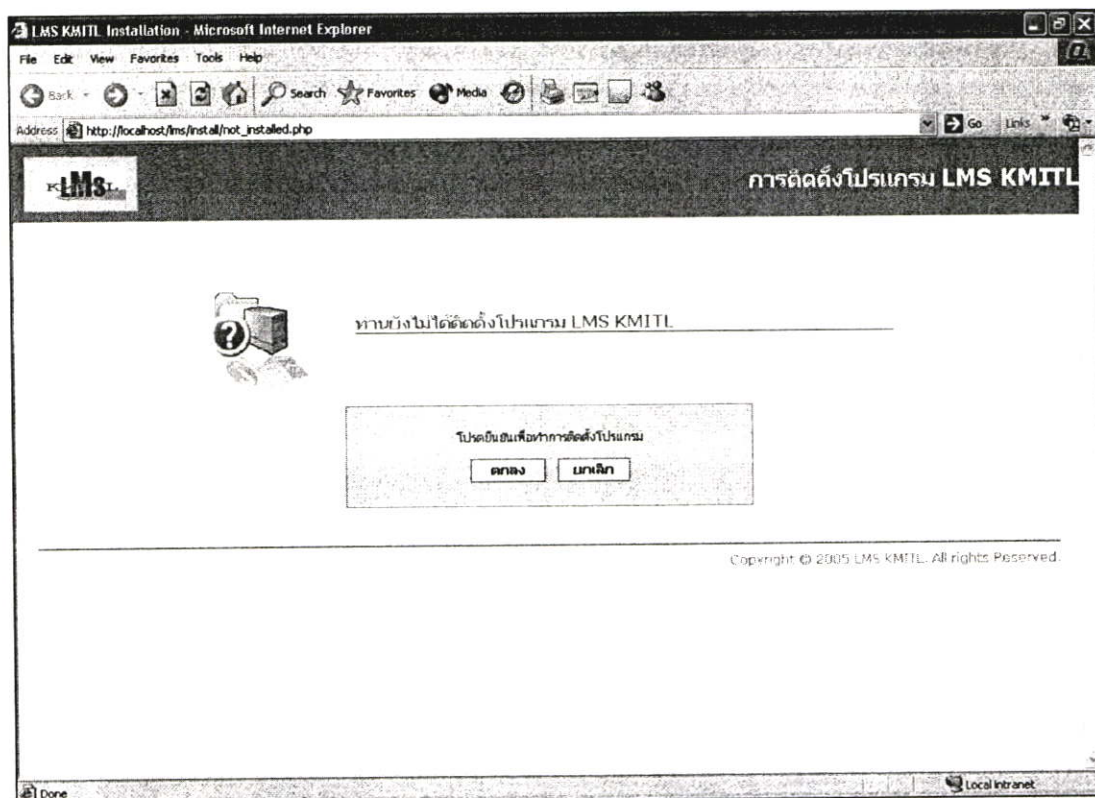 LMS KMITL Installation - Microsoft Internet Explorer
File Edit View Favorites Tools Help
Back Search Favorites Media
Address http://localhost/lms/install/not_installed.php Go Links
LMS
การติดตั้งโปรแกรม LMS KMITL
ท่านยังไม่ได้ติดตั้งโปรแกรม LMS KMITL
โปรดยืนยันเพื่อทำการติดตั้งโปรแกรม
ตกลง ยกเลิก
Copyright © 2005 LMS KMITL. All rights Reserved.
Done Local intranet